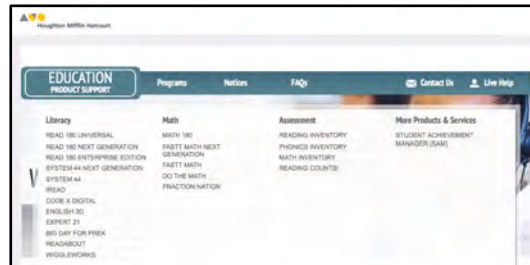 Houghton Mifflin Harcourt
EDUCATION
PRODUCT SUPPORT
Programs
Notices
FAQs
Contact Us
Live Help
Literacy
READ 180 UNIVERSAL
READ 180 NEXT GENERATION
READ 180 ENTERPRISE EDITION
SYSTEM 44 NEXT GENERATION
SYSTEM 44
IREAD
CODE X DIGITAL
ENGLISH 3D
EXPERT 21
BIG DAY FOR PREK
READABOUT
WIGGLEWORKS
Math
MATH 180
FASTT MATH NEXT
GENERATION
FASTT MATH
DO THE MATH
FRACTION NATION
Assessment
READING INVENTORY
PHONICS INVENTORY
MATH INVENTORY
READING COUNTS!
More Products & Services
STUDENT ACHIEVEMENT
MANAGER (SAM)